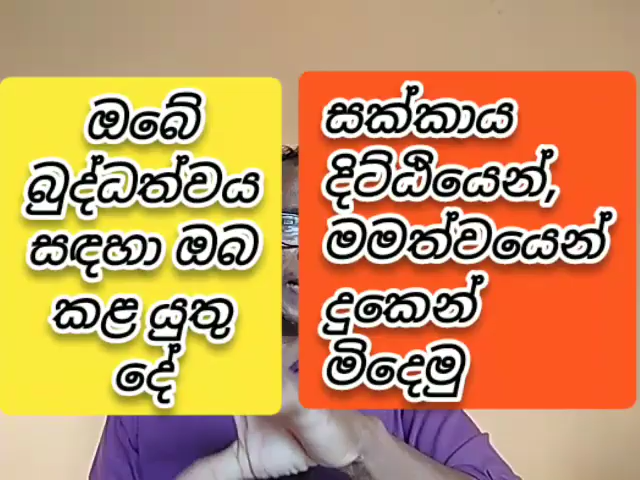 ඔබේ
බුද්ධත්වය
සඳහා ඔබ
කළ යුතු
දේ
සක්කාය
දිට්ඨියෙන්,
මමත්වයෙන්
දුකෙන්
මිදෙමු